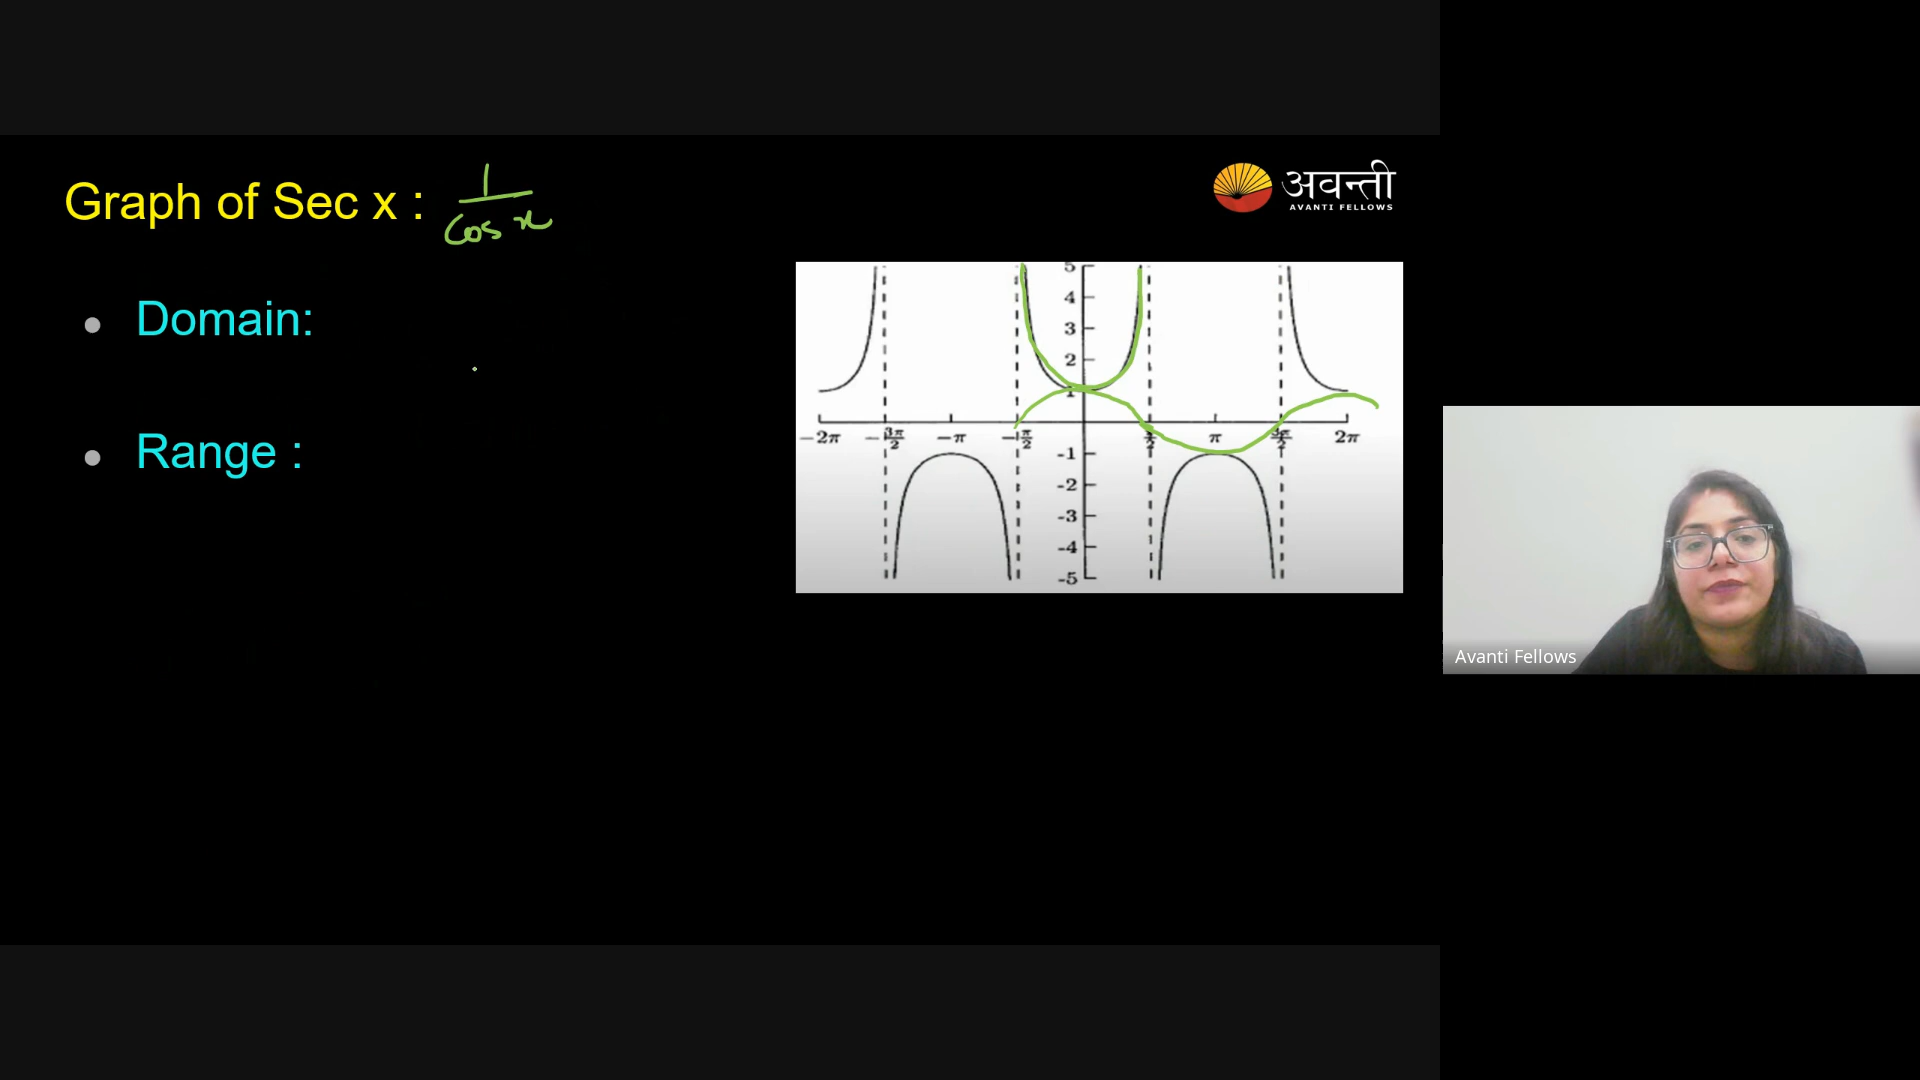 Graph of Sec x : 1/cos x
अवन्ती
AVANTI FELLOWS
• Domain:
• Range :
5
4
3
2
1
−2π −3π/2 −π −π/2 π/2 π 3π/2 2π
-1
-2
-3
-4
-5
Avanti Fellows